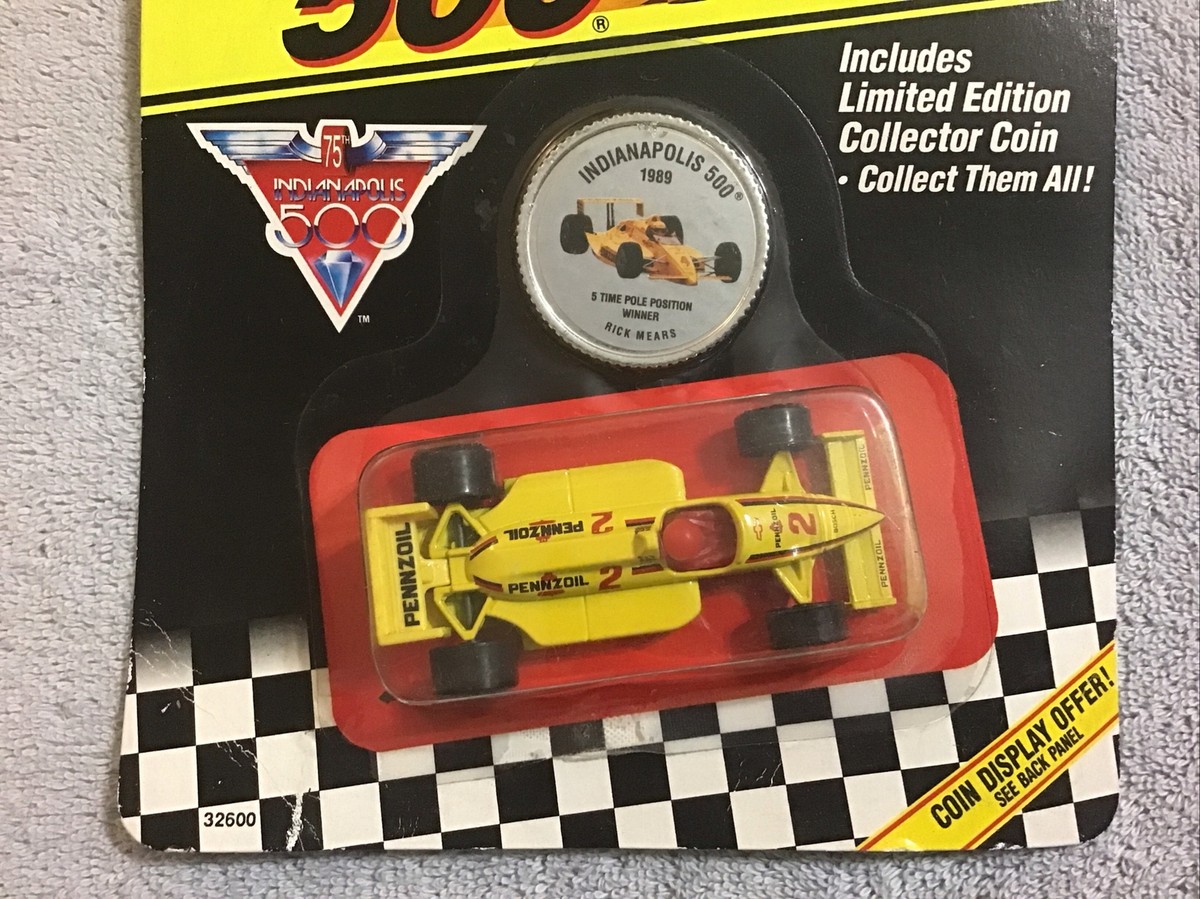 500
®
Includes
Limited Edition
Collector Coin
• Collect Them All!
75TH
INDIANAPOLIS
500
TM
INDIANAPOLIS 500®
1989
5 TIME POLE POSITION
WINNER
RICK MEARS
PENNZOIL
PENNZOIL 2
PENNZOIL 2
PENNZOIL
2
BOSCH
PENNZOIL
PENNZOIL
COIN DISPLAY OFFER!
SEE BACK PANEL
32600